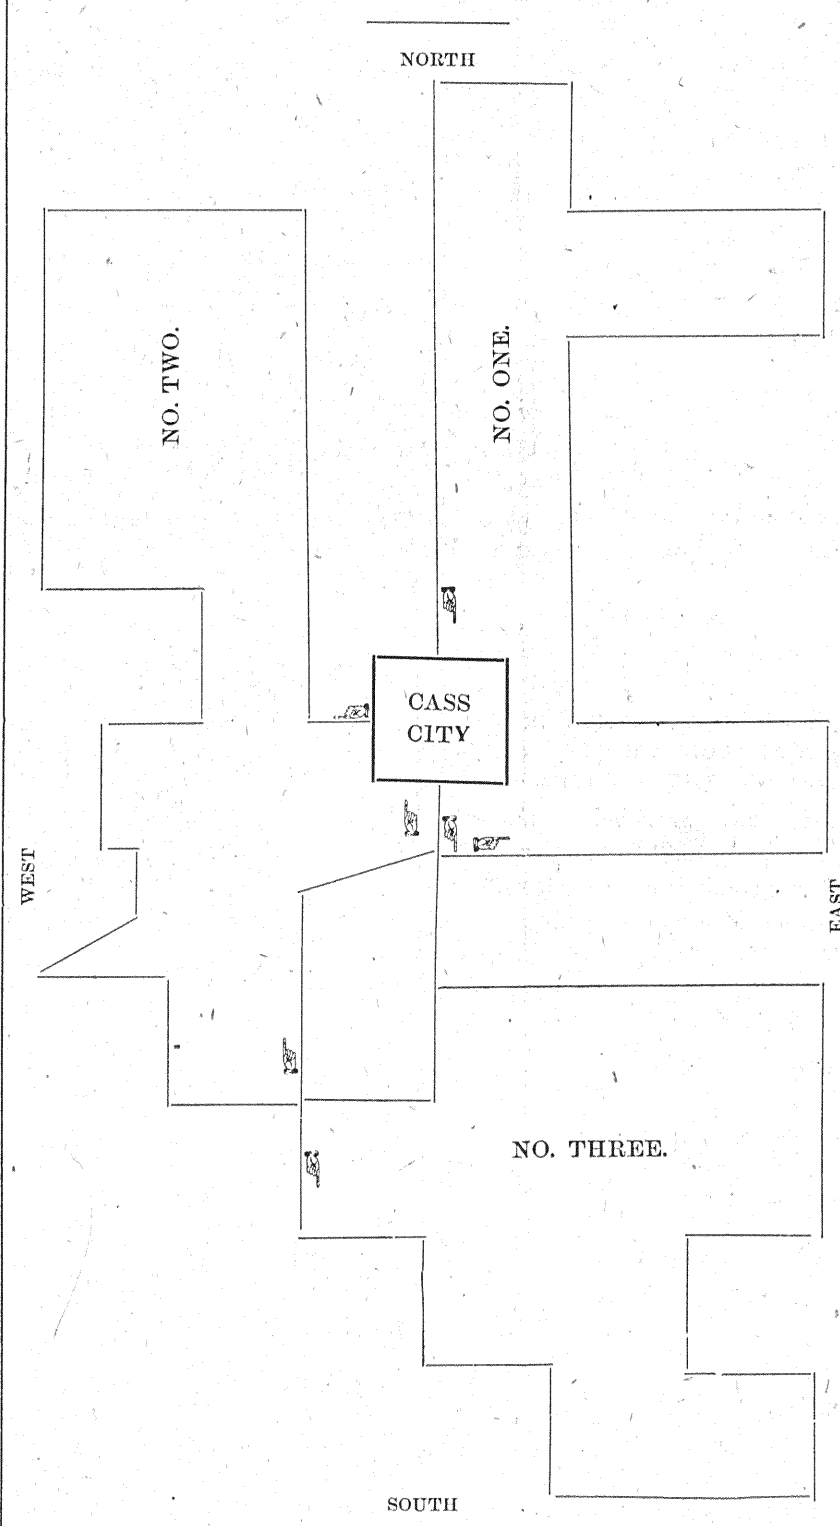 NORTH
NO. TWO.
NO. ONE.
CASS
CITY
WEST
EAST
NO. THREE.
SOUTH